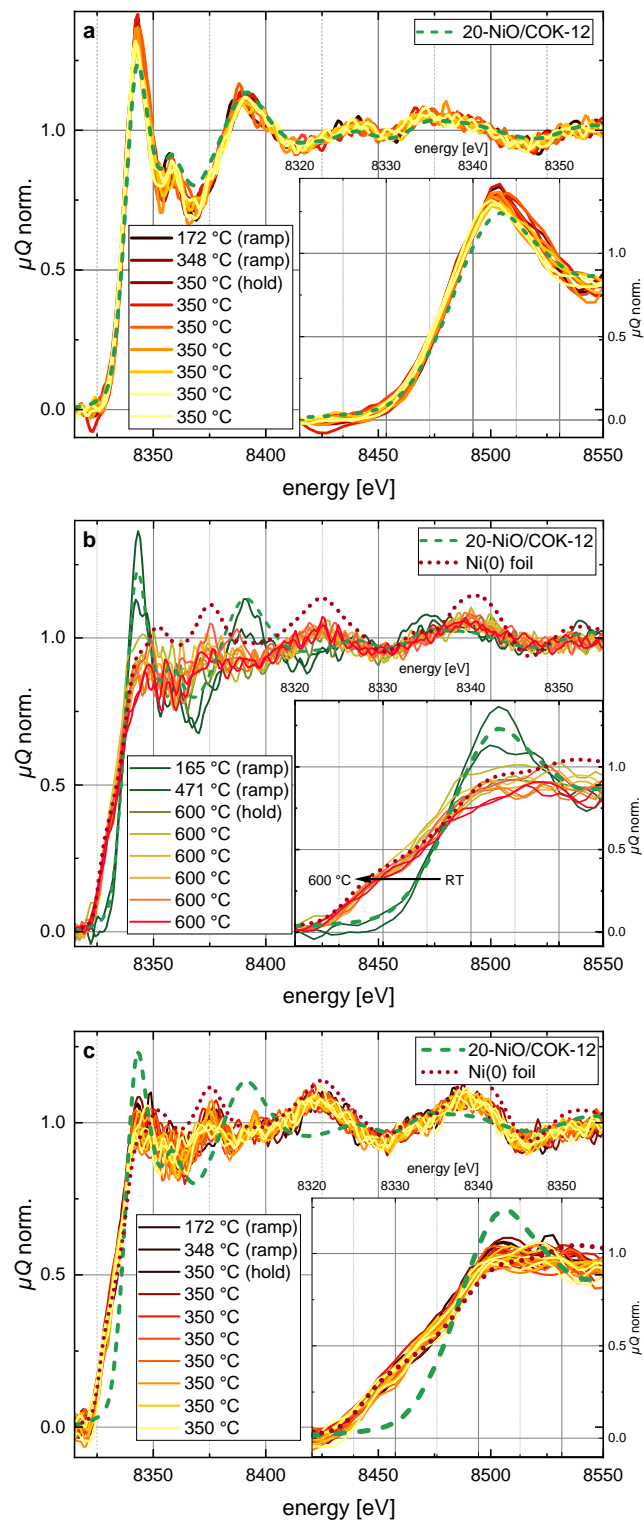 a
20-NiO/COK-12
energy [eV]
8320 8330 8340 8350
1.0
0.5
0.0
µQ norm.
172 °C (ramp)
348 °C (ramp)
350 °C (hold)
350 °C
350 °C
350 °C
350 °C
350 °C
350 °C
1.0
0.5
0.0
µQ norm.
8350 8400 8450 8500 8550
energy [eV]
b
20-NiO/COK-12
Ni(0) foil
energy [eV]
8320 8330 8340 8350
1.0
0.5
0.0
µQ norm.
165 °C (ramp)
471 °C (ramp)
600 °C (hold)
600 °C
600 °C
600 °C
600 °C
600 °C
600 °C
RT
1.0
0.5
0.0
µQ norm.
8350 8400 8450 8500 8550
energy [eV]
c
20-NiO/COK-12
Ni(0) foil
energy [eV]
8320 8330 8340 8350
1.0
0.5
0.0
µQ norm.
172 °C (ramp)
348 °C (ramp)
350 °C (hold)
350 °C
350 °C
350 °C
350 °C
350 °C
350 °C
350 °C
1.0
0.5
0.0
µQ norm.
8350 8400 8450 8500 8550
energy [eV]